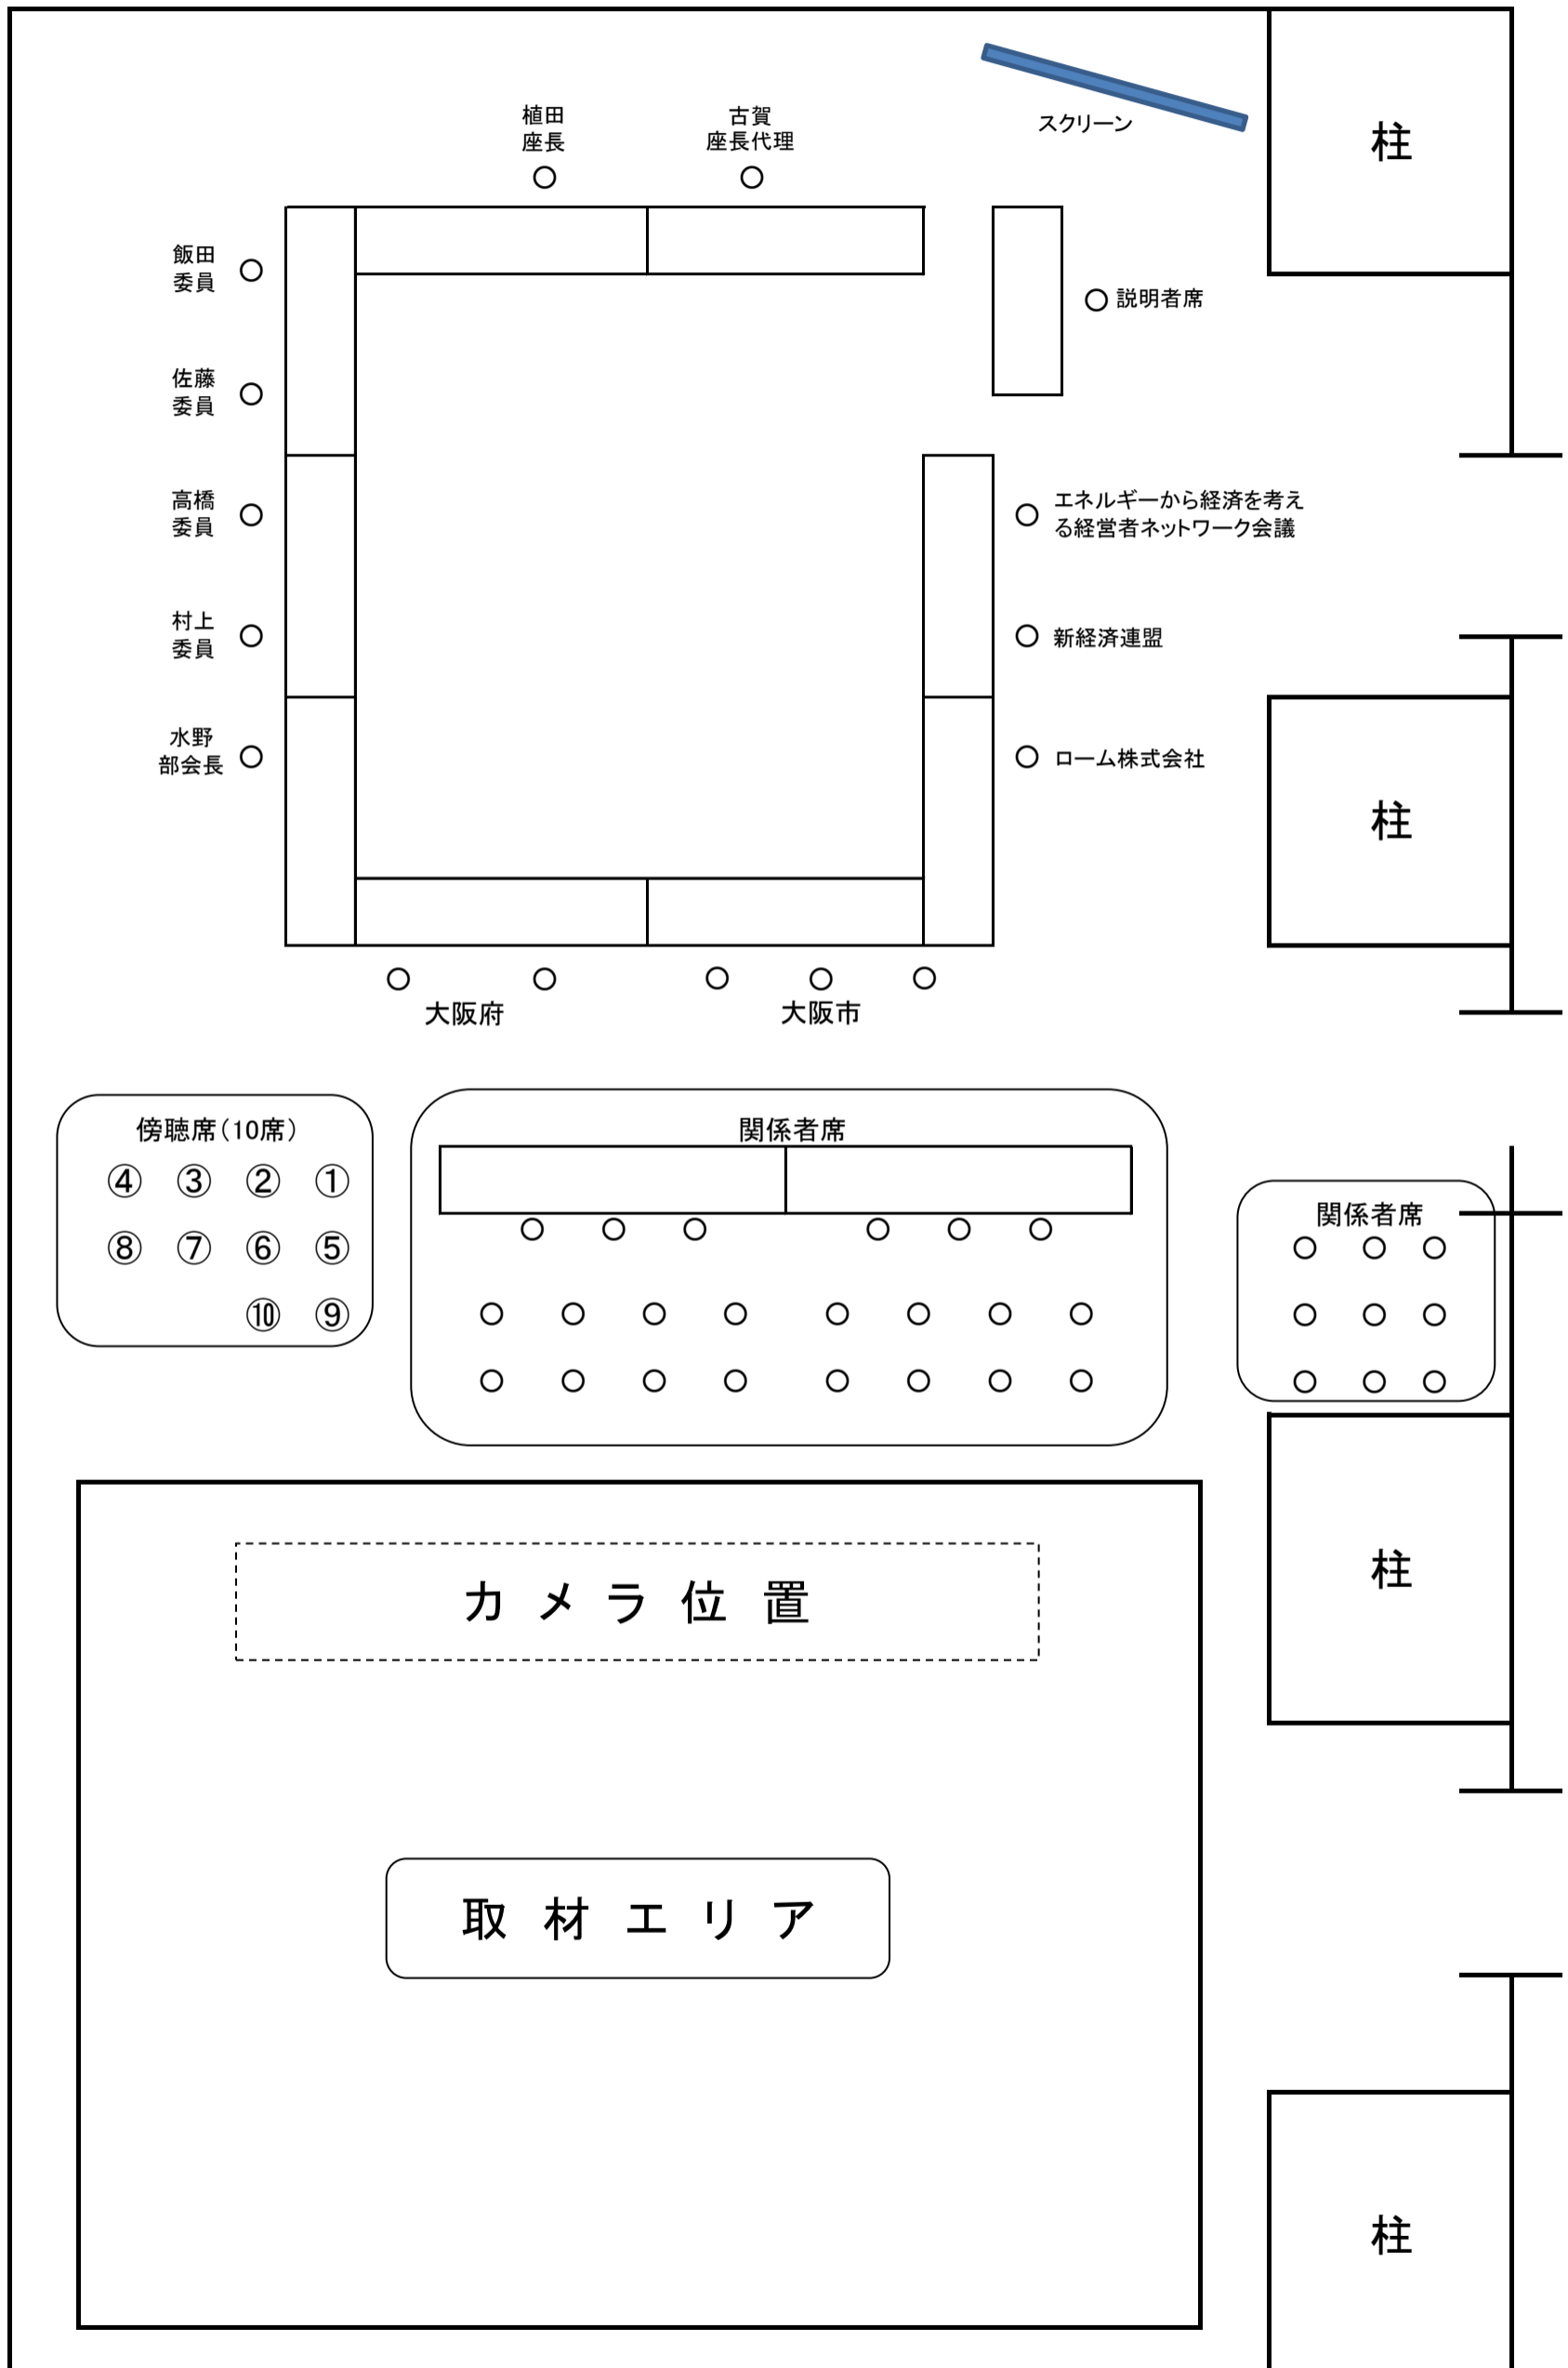 植田
座長
古賀
座長代理
スクリーン
柱
飯田
委員
説明者席
佐藤
委員
高橋
委員
エネルギーから経済を考え
る経営者ネットワーク会議
村上
委員
新経済連盟
水野
部会長
ローム株式会社
柱
大阪府
大阪市
傍聴席(10席)
④ ③ ② ①
⑧ ⑦ ⑥ ⑤
⑩ ⑨
関係者席
関係者席
カメラ位置
柱
取材エリア
柱